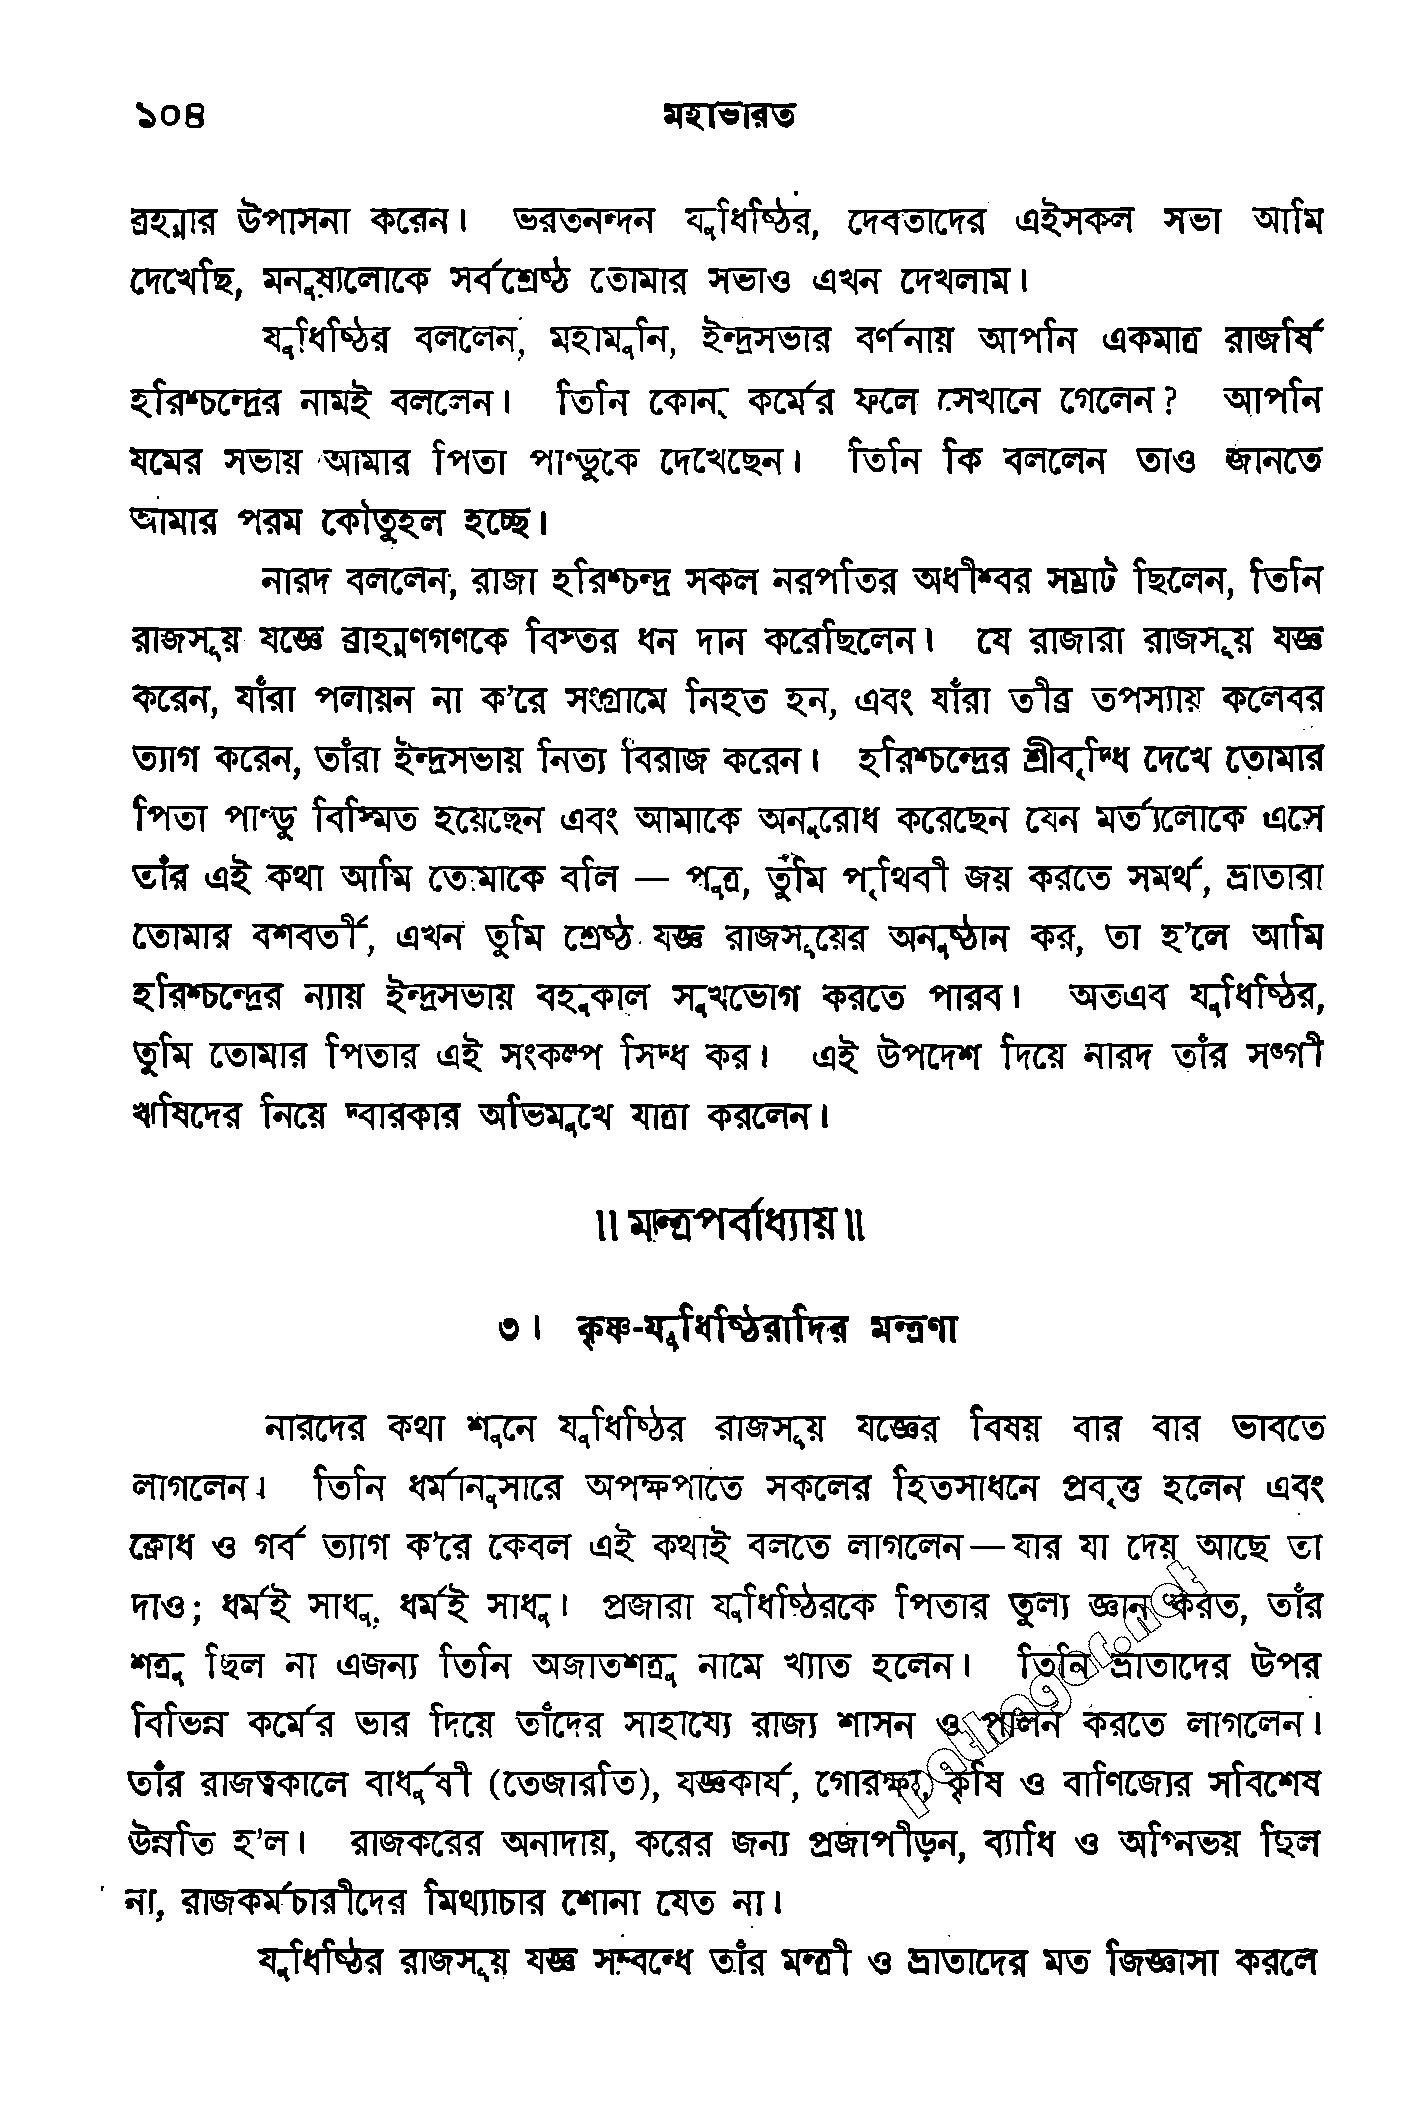 ১০৪ মহাভারত
ব্রহ্মার উপাসনা করেন। ভরতনন্দন যুধিষ্ঠির, দেবতাদের এইসকল সভা আমি
দেখেছি, মনুষ্যলোকে সর্বশ্রেষ্ঠ তোমার সভাও এখন দেখলাম।
যুধিষ্ঠির বললেন, মহামুনি, ইন্দ্রসভার বর্ণনায় আপনি একমাত্র রাজর্ষি
হরিশ্চন্দ্রের নামই বললেন। তিনি কোন্ কর্মের ফলে সেখানে গেলেন? আপনি
যমের সভায় আমার পিতা পাণ্ডুকে দেখেছেন। তিনি কি বললেন তাও জানতে
আমার পরম কৌতুহল হচ্ছে।
নারদ বললেন, রাজা হরিশ্চন্দ্র সকল নরপতির অধীশ্বর সম্রাট ছিলেন, তিনি
রাজসূয় যজ্ঞে ব্রাহ্মণগণকে বিস্তর ধন দান করেছিলেন। যে রাজারা রাজসূয় যজ্ঞ
করেন, যাঁরা পলায়ন না ক’রে সংগ্রামে নিহত হন, এবং যাঁরা তীব্র তপস্যায় কলেবর
ত্যাগ করেন, তাঁরা ইন্দ্রসভায় নিত্য বিরাজ করেন। হরিশ্চন্দ্রের শ্রীবৃদ্ধি দেখে তোমার
পিতা পাণ্ডু বিস্মিত হয়েছেন এবং আমাকে অনুরোধ করেছেন যেন মর্ত্যলোকে এসে
তাঁর এই কথা আমি তোমাকে বলি — পুত্র, তুমি পৃথিবী জয় করতে সমর্থ, ভ্রাতারা
তোমার বশবর্তী, এখন তুমি শ্রেষ্ঠ যজ্ঞ রাজসূয়ের অনুষ্ঠান কর, তা হ’লে আমি
হরিশ্চন্দ্রের ন্যায় ইন্দ্রসভায় বহুকাল সুখভোগ করতে পারব। অতএব যুধিষ্ঠির,
তুমি তোমার পিতার এই সংকল্প সিদ্ধ কর। এই উপদেশ দিয়ে নারদ তাঁর সঙ্গী
ঋষিদের নিয়ে দ্বারকার অভিমুখে যাত্রা করলেন।
॥ মন্ত্রপর্বাধ্যায় ॥
৩। কৃষ্ণ-যুধিষ্ঠিরাদির মন্ত্রণা
নারদের কথা শুনে যুধিষ্ঠির রাজসূয় যজ্ঞের বিষয় বার বার ভাবতে
লাগলেন। তিনি ধর্মানুসারে অপক্ষপাতে সকলের হিতসাধনে প্রবৃত্ত হলেন এবং
ক্রোধ ও গর্ব ত্যাগ ক’রে কেবল এই কথাই বলতে লাগলেন—যার যা দেয় আছে তা
দাও; ধর্মই সাধু, ধর্মই সাধু। প্রজারা যুধিষ্ঠিরকে পিতার তুল্য জ্ঞান করত, তাঁর
শত্রু ছিল না এজন্য তিনি অজাতশত্রু নামে খ্যাত হলেন। তিনি ভ্রাতাদের উপর
বিভিন্ন কর্মের ভার দিয়ে তাঁদের সাহায্যে রাজ্য শাসন ও পালন করতে লাগলেন।
তাঁর রাজত্বকালে বার্ধুষী (তেজারতি), যজ্ঞকার্য, গোরক্ষা, কৃষি ও বাণিজ্যের সবিশেষ
উন্নতি হ’ল। রাজকরের অনাদায়, করের জন্য প্রজাপীড়ন, ব্যাধি ও অগ্নিভয় ছিল
না, রাজকর্মচারীদের মিথ্যাচার শোনা যেত না।
যুধিষ্ঠির রাজসূয় যজ্ঞ সম্বন্ধে তাঁর মন্ত্রী ও ভ্রাতাদের মত জিজ্ঞাসা করলে
pathagar.net